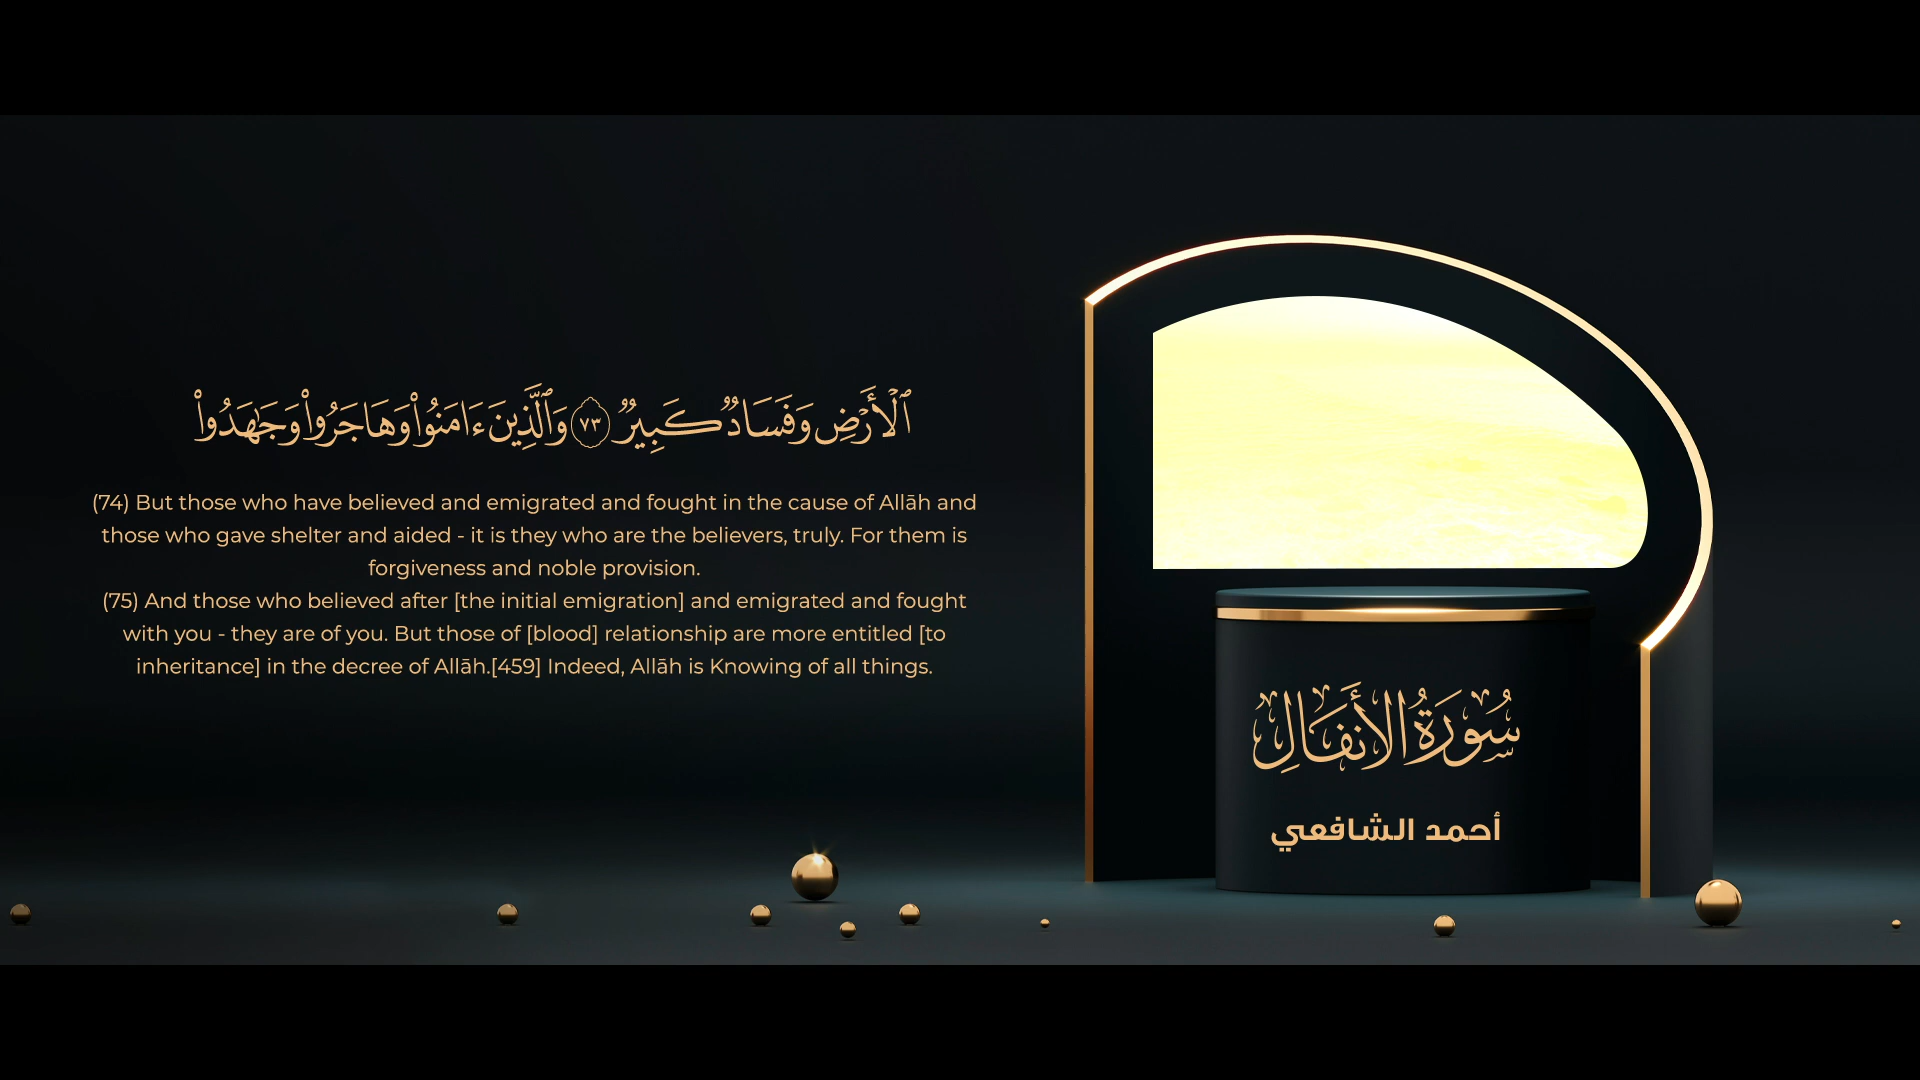 ٱلْأَرْضِ وَفَسَادٌ كَبِيرٌ ٧٣ وَٱلَّذِينَ ءَامَنُوا۟ وَهَاجَرُوا۟ وَجَٰهَدُوا۟
(74) But those who have believed and emigrated and fought in the cause of Allāh and
those who gave shelter and aided - it is they who are the believers, truly. For them is
forgiveness and noble provision.
(75) And those who believed after [the initial emigration] and emigrated and fought
with you - they are of you. But those of [blood] relationship are more entitled [to
inheritance] in the decree of Allāh.[459] Indeed, Allāh is Knowing of all things.
سُورَةُ الأَنفَالِ
أحمد الشافعي